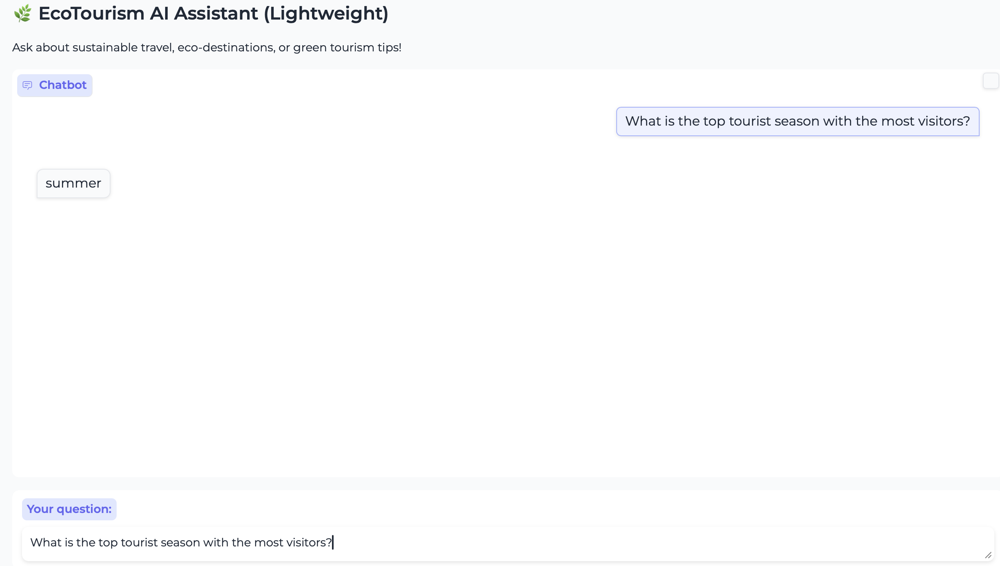 🌿 EcoTourism AI Assistant (Lightweight)
Ask about sustainable travel, eco-destinations, or green tourism tips!
Chatbot
What is the top tourist season with the most visitors?
summer
Your question:
What is the top tourist season with the most visitors?